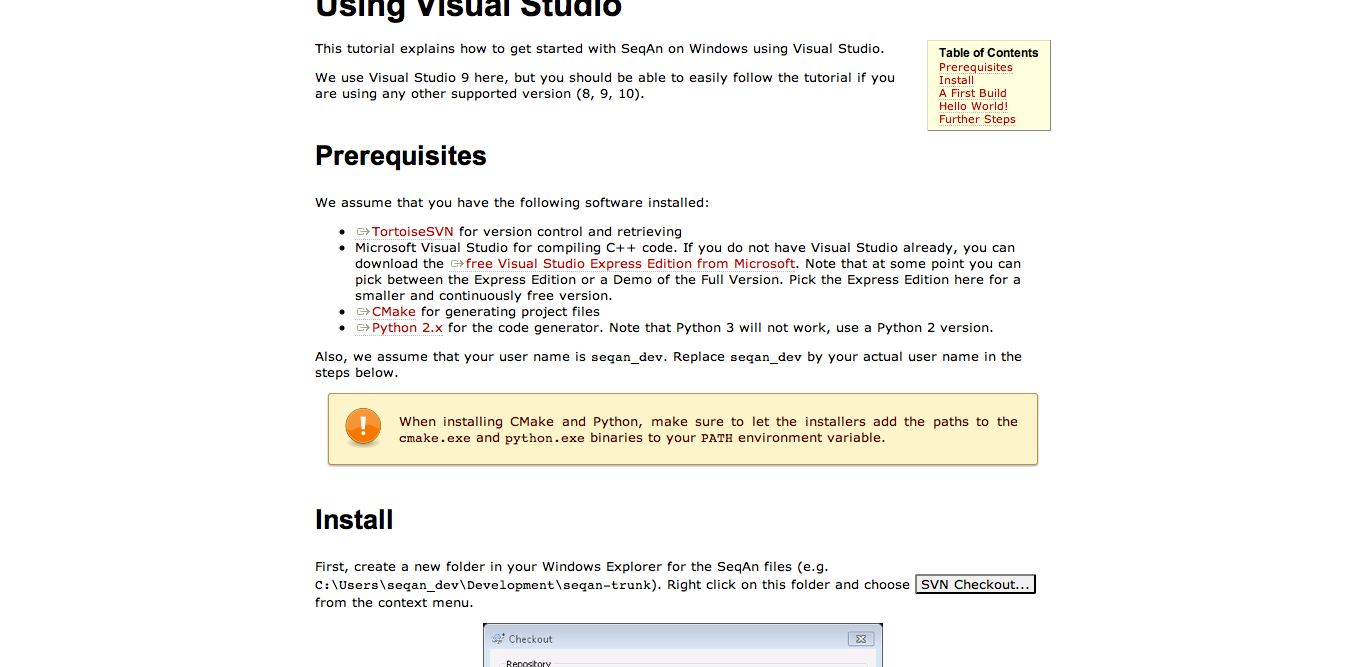 Using Visual Studio
This tutorial explains how to get started with SeqAn on Windows using Visual Studio.
We use Visual Studio 9 here, but you should be able to easily follow the tutorial if you
are using any other supported version (8, 9, 10).
Table of Contents
Prerequisites
Install
A First Build
Hello World!
Further Steps
Prerequisites
We assume that you have the following software installed:
TortoiseSVN for version control and retrieving
Microsoft Visual Studio for compiling C++ code. If you do not have Visual Studio already, you can
download the free Visual Studio Express Edition from Microsoft. Note that at some point you can
pick between the Express Edition or a Demo of the Full Version. Pick the Express Edition here for a
smaller and continuously free version.
CMake for generating project files
Python 2.x for the code generator. Note that Python 3 will not work, use a Python 2 version.
Also, we assume that your user name is seqan_dev. Replace seqan_dev by your actual user name in the
steps below.
When installing CMake and Python, make sure to let the installers add the paths to the
cmake.exe and python.exe binaries to your PATH environment variable.
Install
First, create a new folder in your Windows Explorer for the SeqAn files (e.g.
C:\Users\seqan_dev\Development\seqan-trunk). Right click on this folder and choose SVN Checkout...
from the context menu.
Checkout
Repository